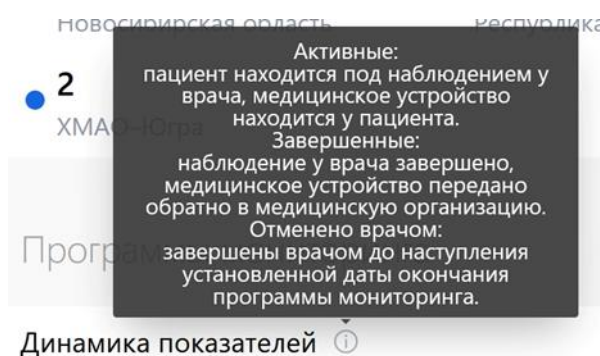 Новосибирская область
Республика
Активные:
пациент находится под наблюдением у
врача, медицинское устройство
находится у пациента.
Завершенные:
наблюдение у врача завершено,
медицинское устройство передано
обратно в медицинскую организацию.
Отменено врачом:
завершены врачом до наступления
установленной даты окончания
программы мониторинга.
2
ХМАО-Югра
Динамика показателей